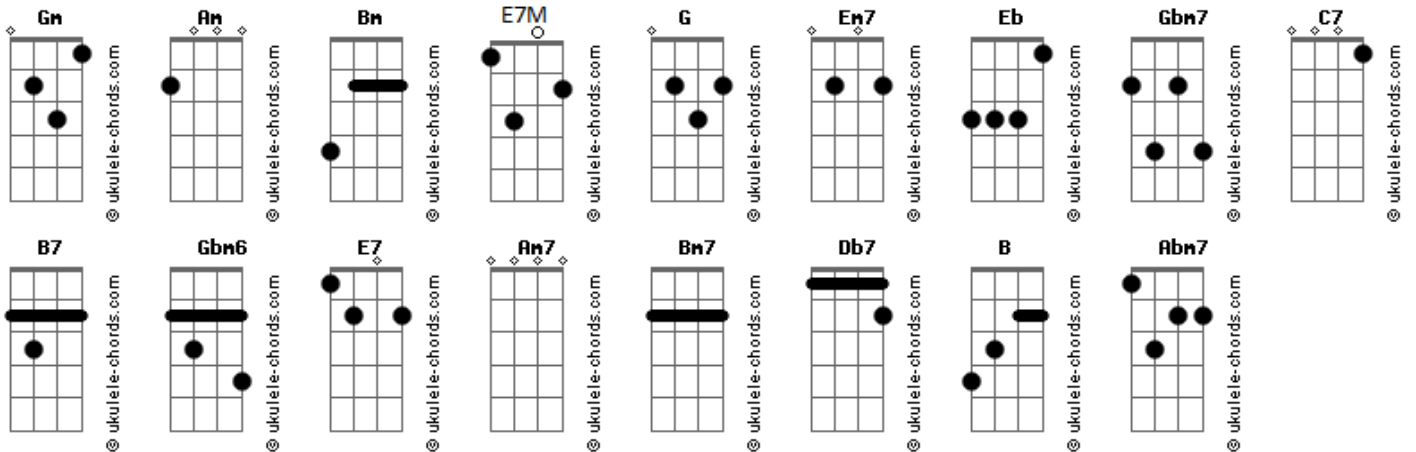 Gm Am Bm E7M G Em7 Eb Gbm7 C7
© ukulele-chords.com © ukulele-chords.com © ukulele-chords.com © ukulele-chords.com © ukulele-chords.com © ukulele-chords.com © ukulele-chords.com © ukulele-chords.com © ukulele-chords.com
B7 Gbm6 E7 Am7 Bm7 Db7 B Abm7
© ukulele-chords.com © ukulele-chords.com © ukulele-chords.com © ukulele-chords.com © ukulele-chords.com © ukulele-chords.com © ukulele-chords.com © ukulele-chords.com